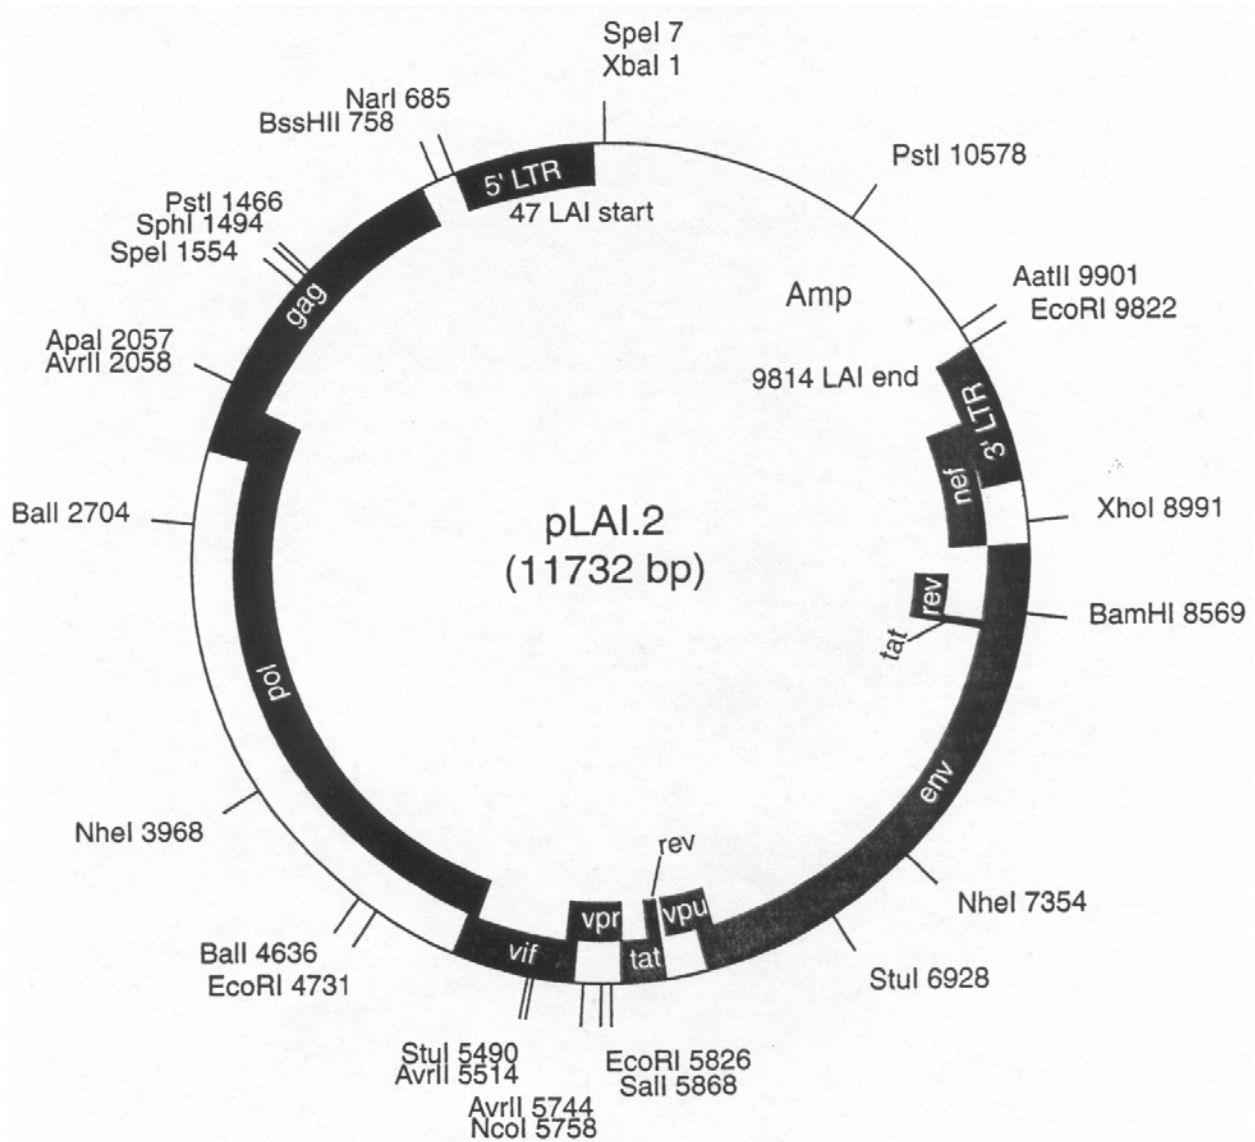 SpeI 7
XbaI 1
NarI 685
BssHII 758
PstI 10578
5' LTR
47 LAI start
PstI 1466
SphI 1494
SpeI 1554
gag
Amp
AatII 9901
EcoRI 9822
ApaI 2057
AvrII 2058
9814 LAI end
3' LTR
nef
BalI 2704
pLAI.2
(11732 bp)
XhoI 8991
rev
tat
BamHI 8569
pol
env
NheI 3968
rev
NheI 7354
vpr
vpu
vif
tat
BalI 4636
EcoRI 4731
StuI 6928
StuI 5490
AvrII 5514
EcoRI 5826
SalI 5868
AvrII 5744
NcoI 5758